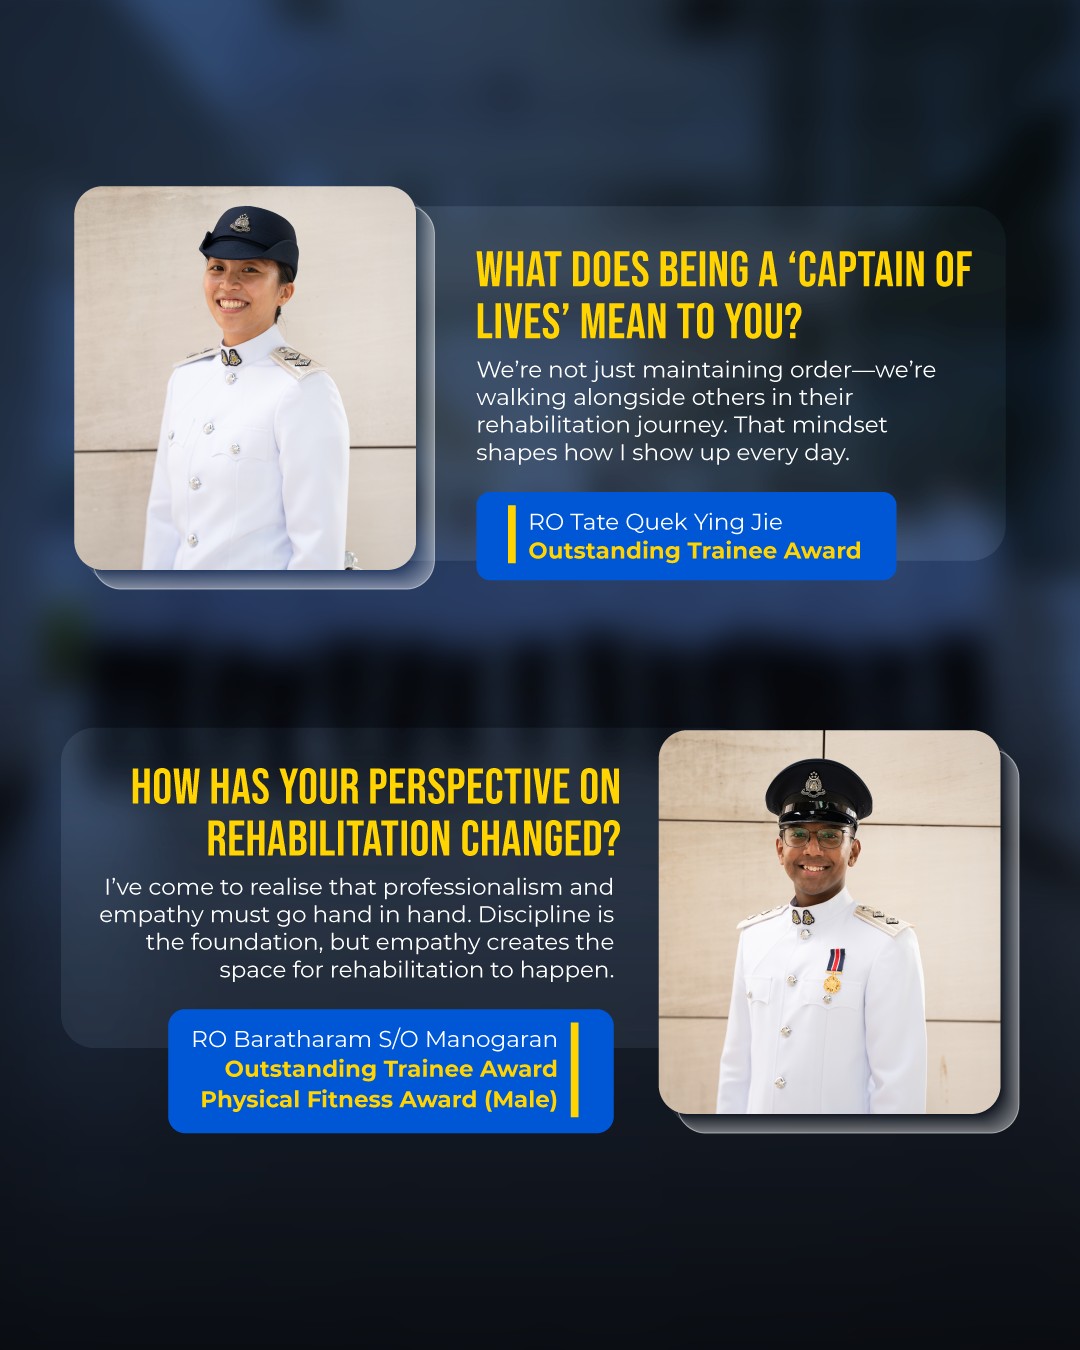 WHAT DOES BEING A ‘CAPTAIN OF
LIVES’ MEAN TO YOU?
We’re not just maintaining order—we’re
walking alongside others in their
rehabilitation journey. That mindset
shapes how I show up every day.
RO Tate Quek Ying Jie
Outstanding Trainee Award
HOW HAS YOUR PERSPECTIVE ON
REHABILITATION CHANGED?
I’ve come to realise that professionalism and
empathy must go hand in hand. Discipline is
the foundation, but empathy creates the
space for rehabilitation to happen.
RO Baratharam S/O Manogaran
Outstanding Trainee Award
Physical Fitness Award (Male)